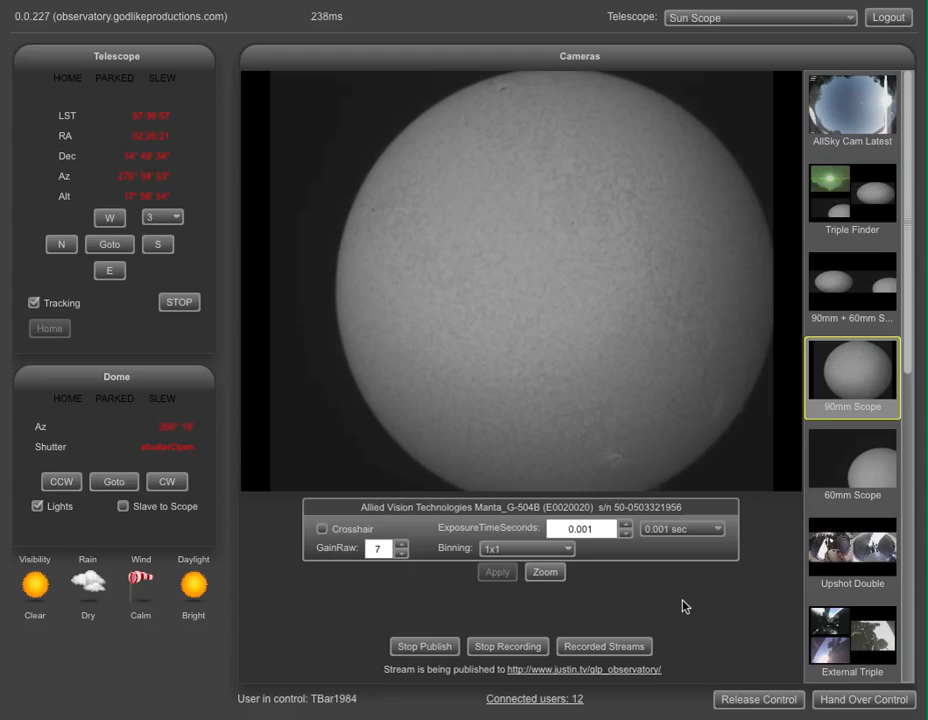 0.0.227 (observatory.godlikeproductions.com)
238ms
Telescope:
Sun Scope
Logout
Telescope
HOME PARKED SLEW
LST
RA
Dec
Az
Alt
W
3
N
Goto
S
E
Tracking
STOP
Home
Dome
HOME PARKED SLEW
Az
Shutter shutterOpen
CCW
Goto
CW
Lights
Slave to Scope
Visibility Rain Wind Daylight
Clear Dry Calm Bright
Cameras
Allied Vision Technologies Manta_G-504B (E0020020) s/n 50-0503321956
Crosshair
ExposureTimeSeconds: 0.001
0.001 sec
GainRaw: 7
Binning: 1x1
Apply
Zoom
Stop Publish
Stop Recording
Recorded Streams
Stream is being published to http://www.justin.tv/glp_observatory/
AllSky Cam Latest
Triple Finder
90mm + 60mm S...
90mm Scope
60mm Scope
Upshot Double
External Triple
User in control: TBar1984
Connected users: 12
Release Control
Hand Over Control